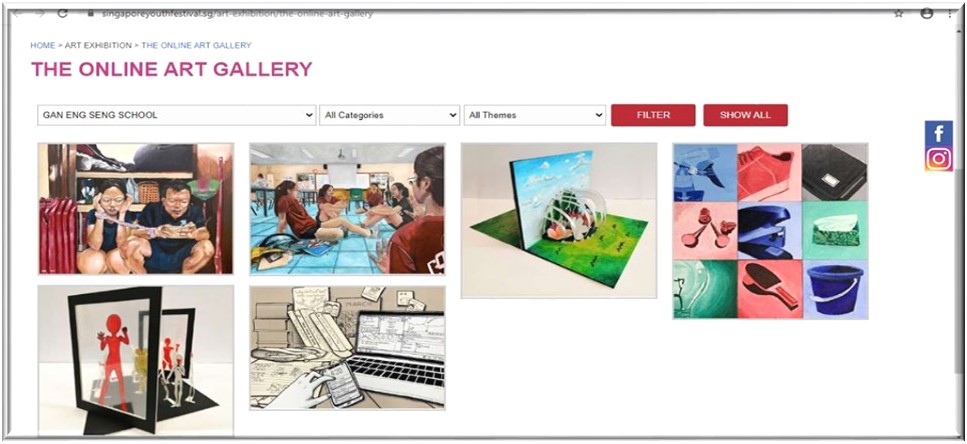 singaporeyouthfestival.sg/art-exhibition/the-online-art-gallery
HOME > ART EXHIBITION > THE ONLINE ART GALLERY
THE ONLINE ART GALLERY
GAN ENG SENG SCHOOL
All Categories
All Themes
FILTER
SHOW ALL